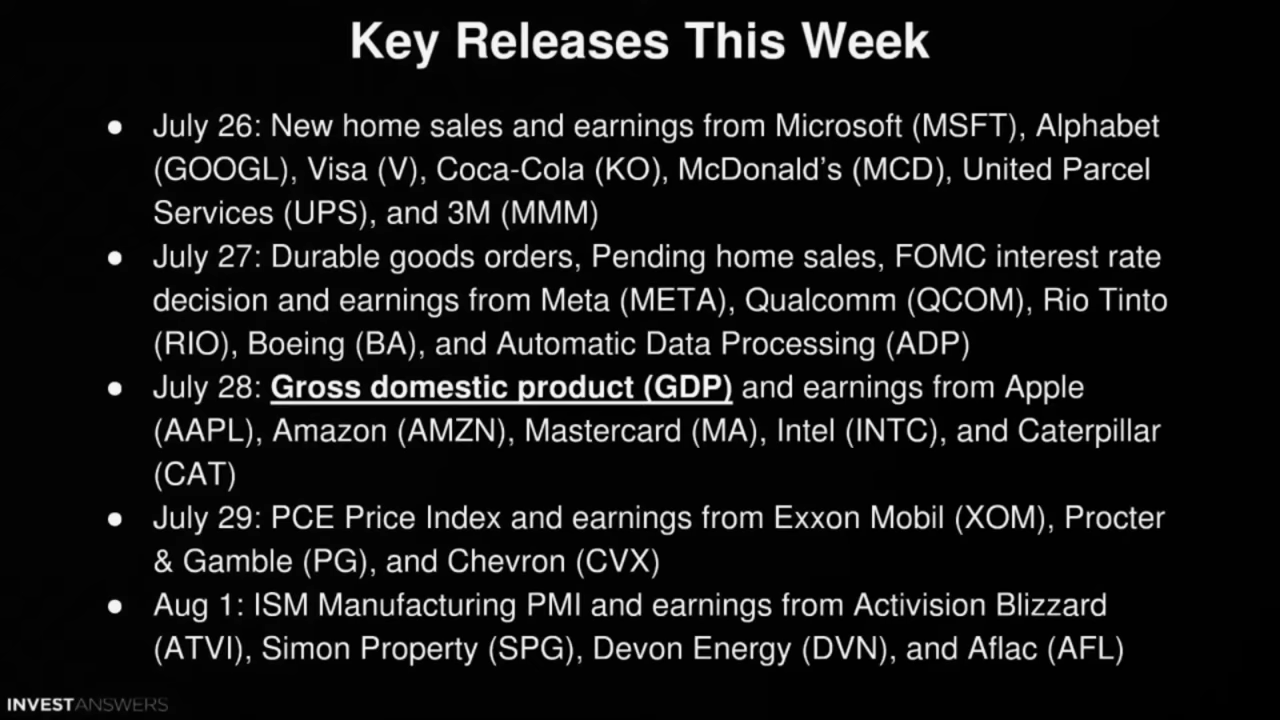 Key Releases This Week
● July 26: New home sales and earnings from Microsoft (MSFT), Alphabet
(GOOGL), Visa (V), Coca-Cola (KO), McDonald’s (MCD), United Parcel
Services (UPS), and 3M (MMM)
● July 27: Durable goods orders, Pending home sales, FOMC interest rate
decision and earnings from Meta (META), Qualcomm (QCOM), Rio Tinto
(RIO), Boeing (BA), and Automatic Data Processing (ADP)
● July 28: Gross domestic product (GDP) and earnings from Apple
(AAPL), Amazon (AMZN), Mastercard (MA), Intel (INTC), and Caterpillar
(CAT)
● July 29: PCE Price Index and earnings from Exxon Mobil (XOM), Procter
& Gamble (PG), and Chevron (CVX)
● Aug 1: ISM Manufacturing PMI and earnings from Activision Blizzard
(ATVI), Simon Property (SPG), Devon Energy (DVN), and Aflac (AFL)
INVESTANSWERS